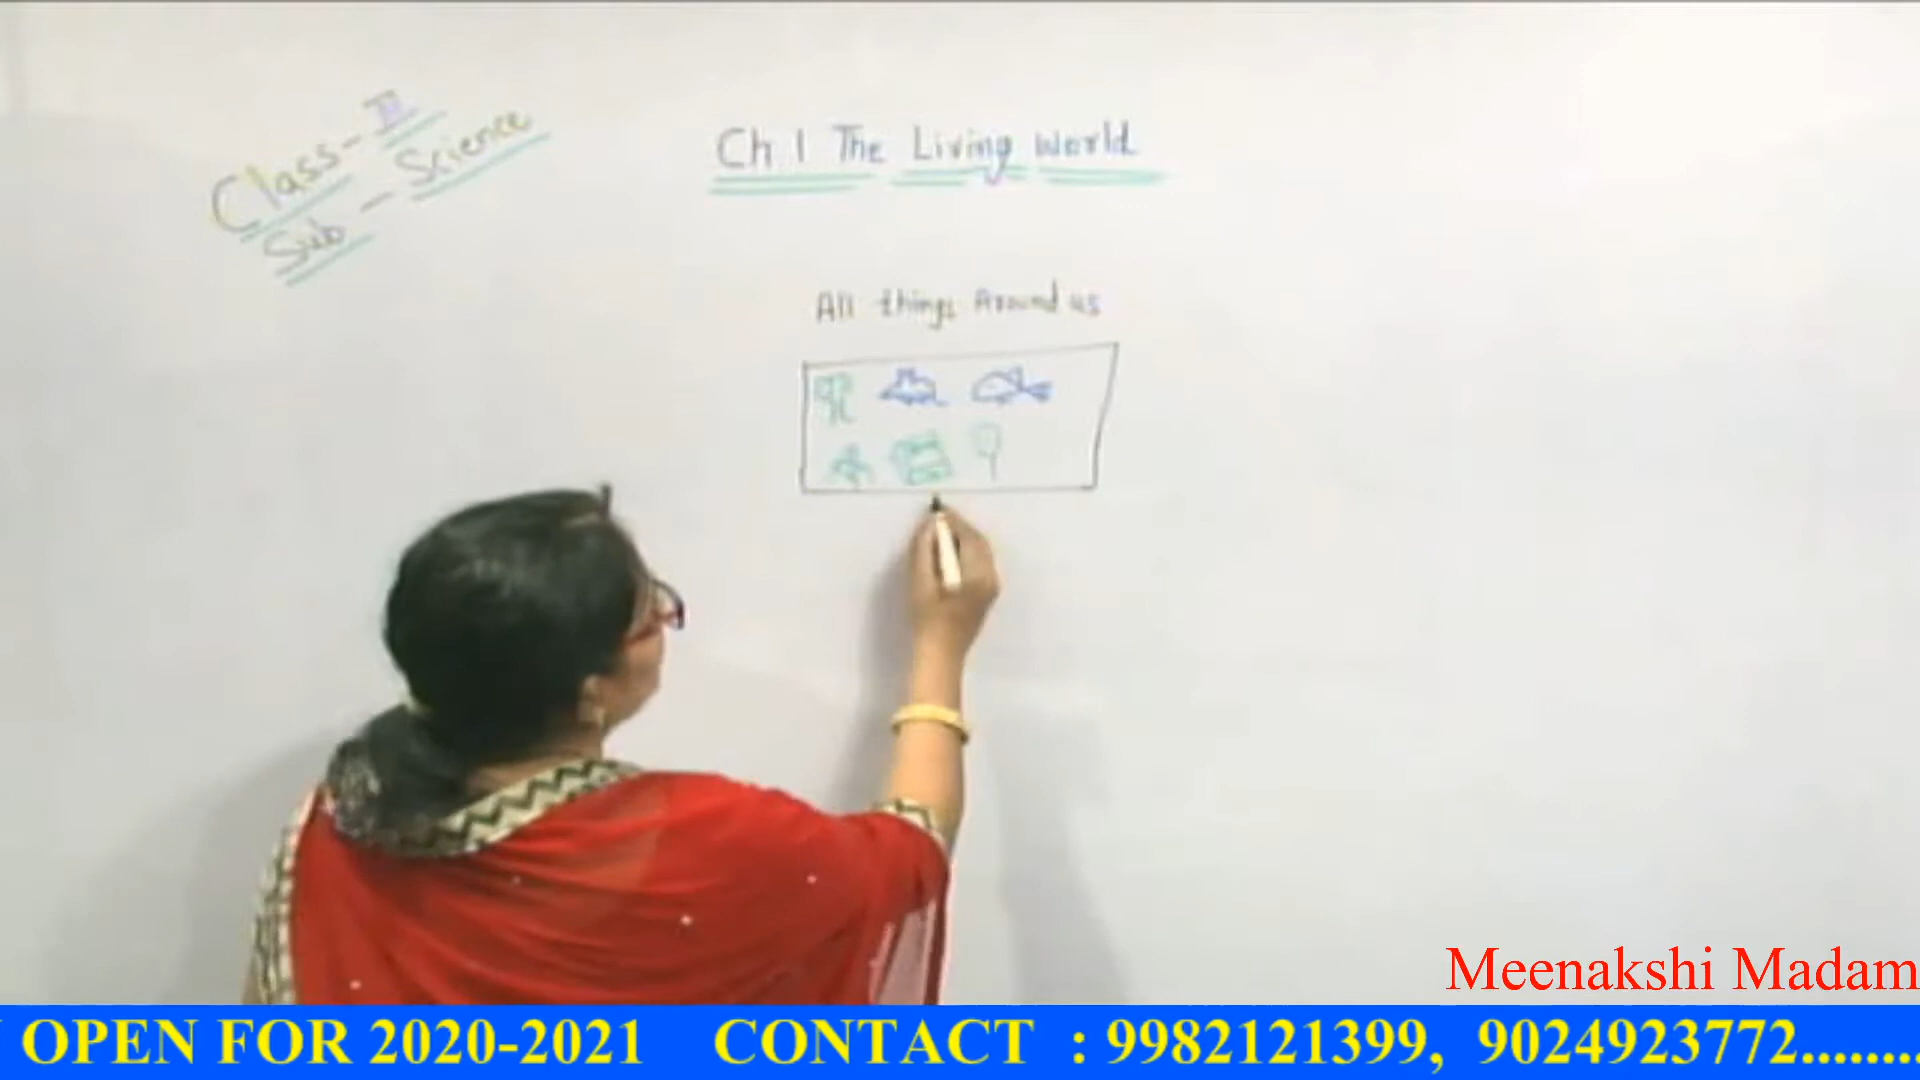 Class - III
Sub - Science
Ch 1 The Living World
All things Around us
Meenakshi Madam
OPEN FOR 2020-2021 CONTACT : 9982121399, 9024923772........